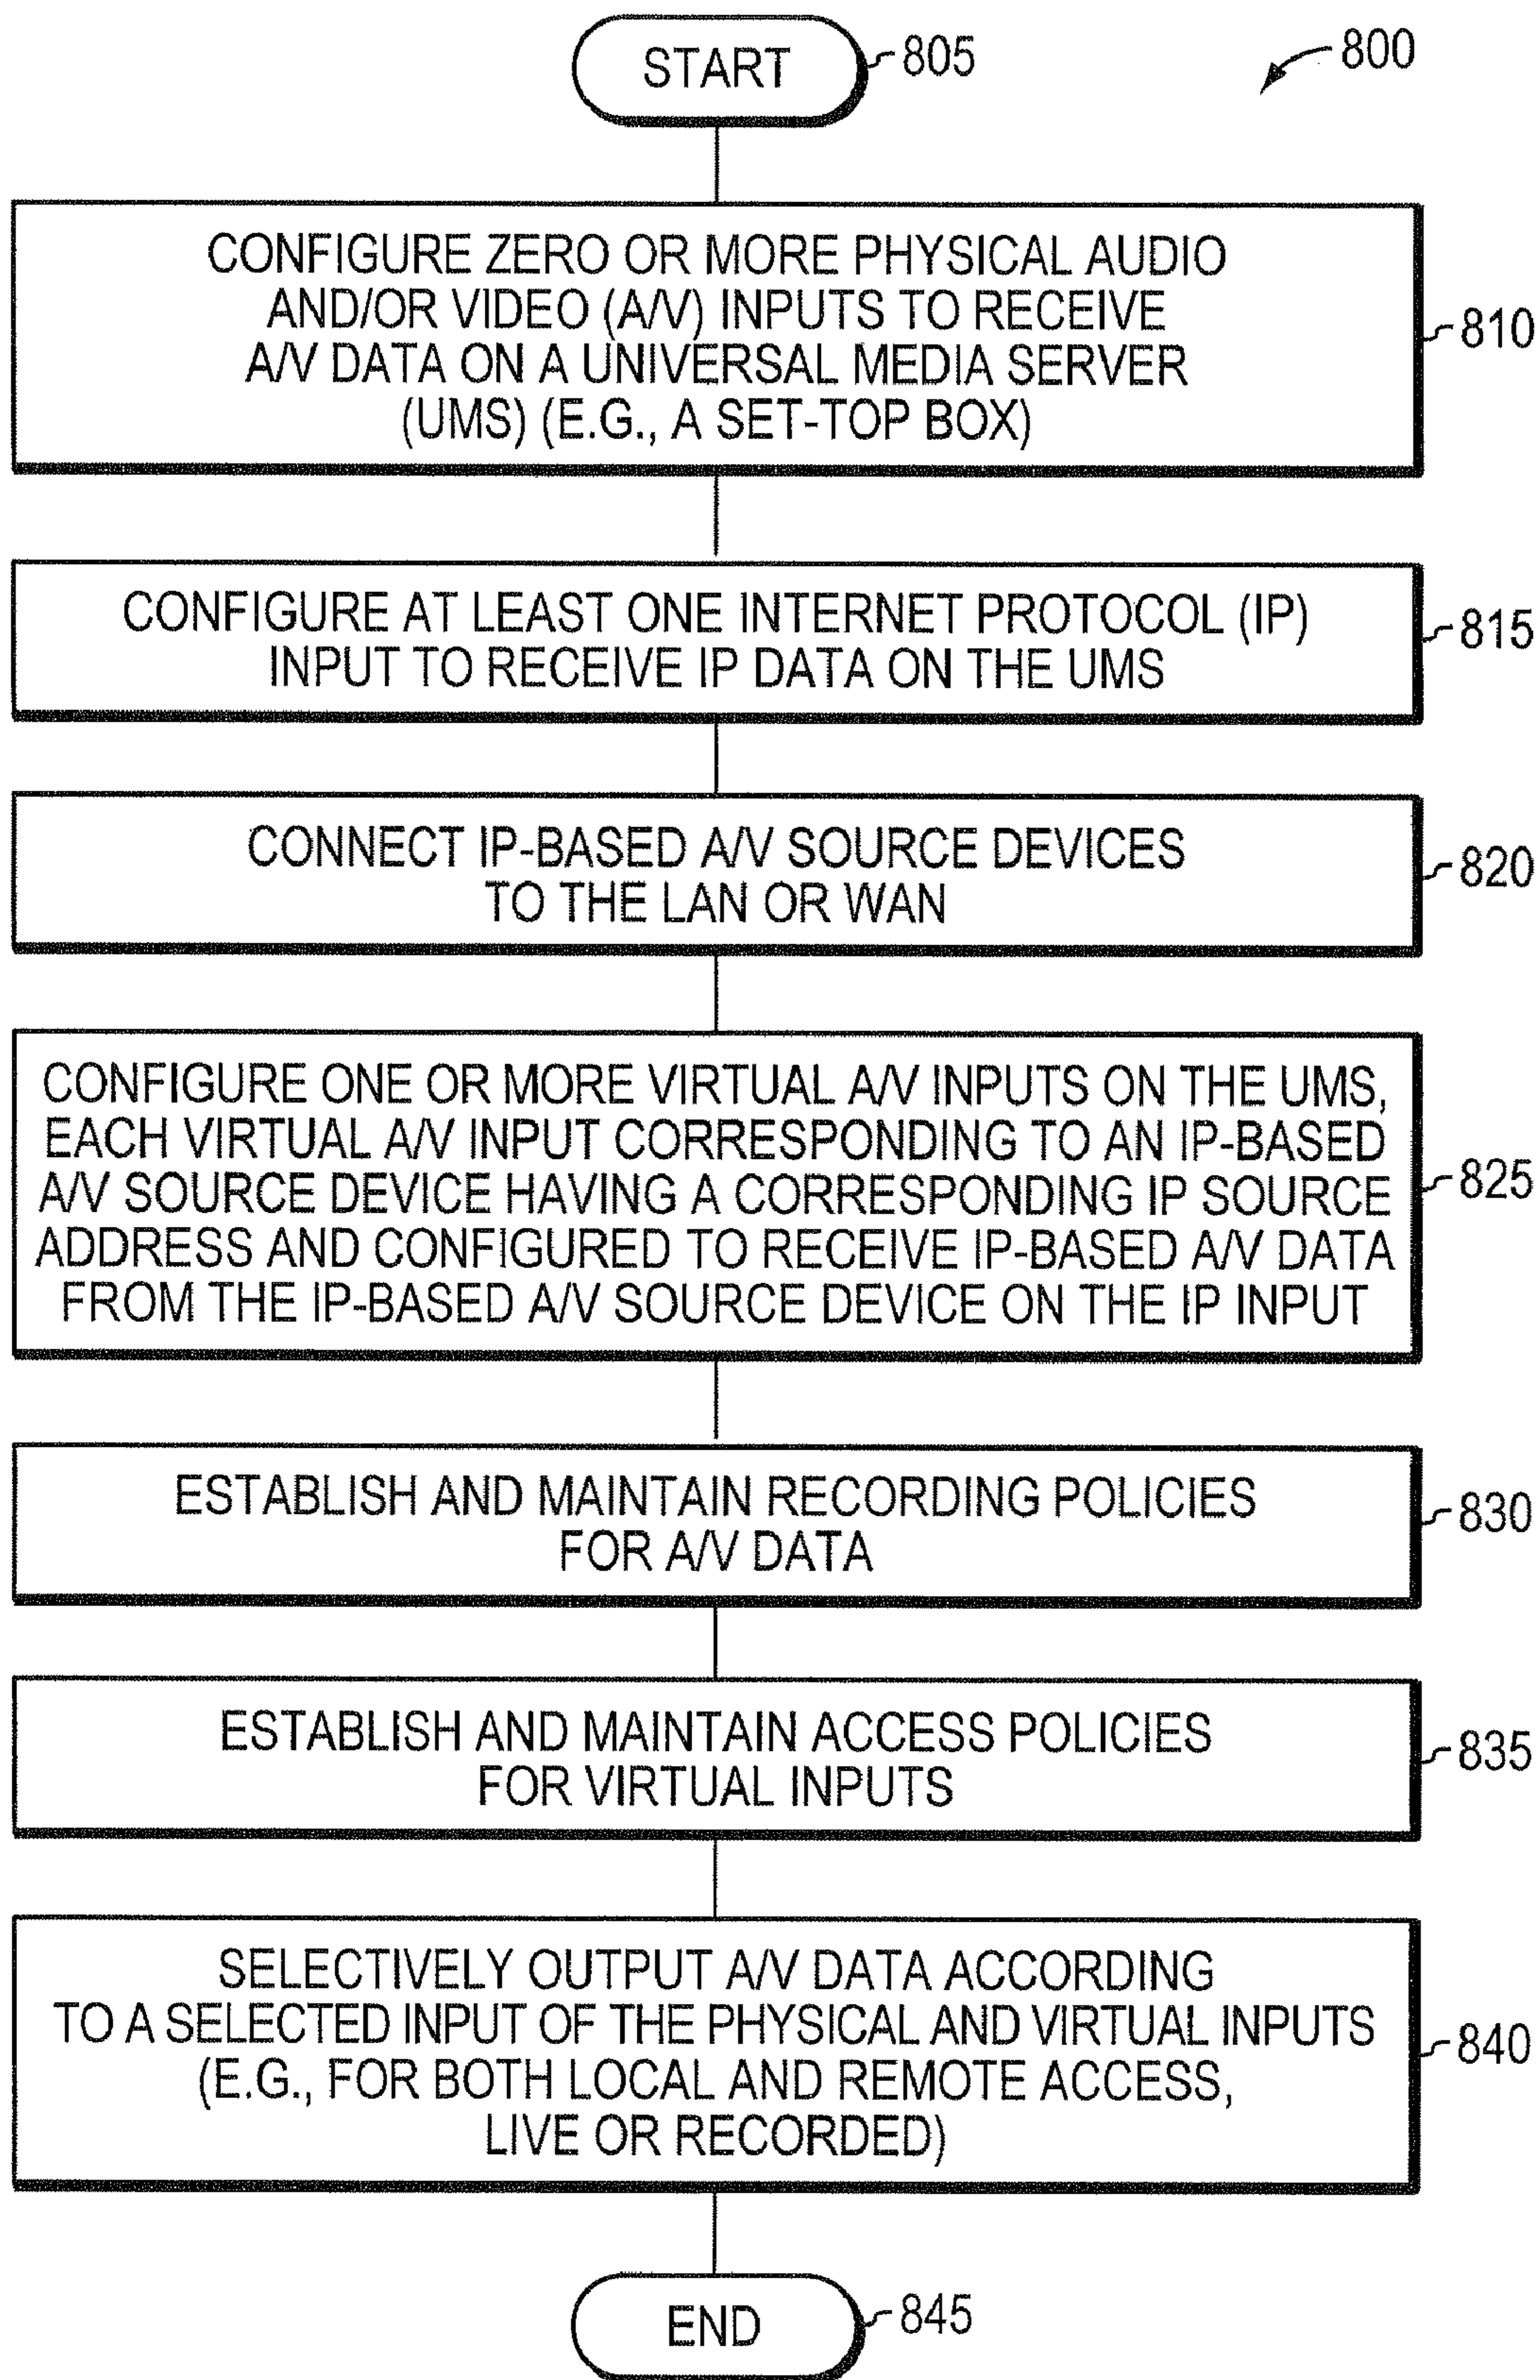 START
805
800
CONFIGURE ZERO OR MORE PHYSICAL AUDIO
AND/OR VIDEO (A/V) INPUTS TO RECEIVE
A/V DATA ON A UNIVERSAL MEDIA SERVER
(UMS) (E.G., A SET-TOP BOX)
810
CONFIGURE AT LEAST ONE INTERNET PROTOCOL (IP)
INPUT TO RECEIVE IP DATA ON THE UMS
815
CONNECT IP-BASED A/V SOURCE DEVICES
TO THE LAN OR WAN
820
CONFIGURE ONE OR MORE VIRTUAL A/V INPUTS ON THE UMS,
EACH VIRTUAL A/V INPUT CORRESPONDING TO AN IP-BASED
A/V SOURCE DEVICE HAVING A CORRESPONDING IP SOURCE
ADDRESS AND CONFIGURED TO RECEIVE IP-BASED A/V DATA
FROM THE IP-BASED A/V SOURCE DEVICE ON THE IP INPUT
825
ESTABLISH AND MAINTAIN RECORDING POLICIES
FOR A/V DATA
830
ESTABLISH AND MAINTAIN ACCESS POLICIES
FOR VIRTUAL INPUTS
835
SELECTIVELY OUTPUT A/V DATA ACCORDING
TO A SELECTED INPUT OF THE PHYSICAL AND VIRTUAL INPUTS
(E.G., FOR BOTH LOCAL AND REMOTE ACCESS,
LIVE OR RECORDED)
840
END
845